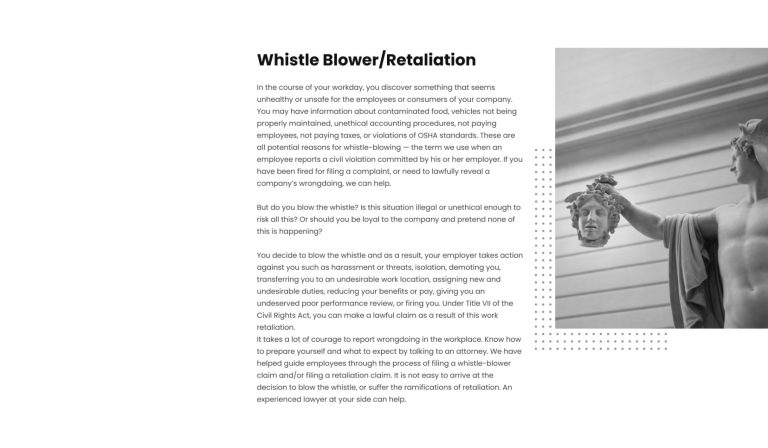 Whistle Blower/Retaliation
In the course of your workday, you discover something that seems
unhealthy or unsafe for the employees or consumers of your company.
You may have information about contaminated food, vehicles not being
properly maintained, unethical accounting procedures, not paying
employees, not paying taxes, or violations of OSHA standards. These are
all potential reasons for whistle-blowing — the term we use when an
employee reports a civil violation committed by his or her employer. If you
have been fired for filing a complaint, or need to lawfully reveal a
company's wrongdoing, we can help.
But do you blow the whistle? Is this situation illegal or unethical enough to
risk all this? Or should you be loyal to the company and pretend none of
this is happening?
You decide to blow the whistle and as a result, your employer takes action
against you such as harassment or threats, isolation, demoting you,
transferring you to an undesirable work location, assigning new and
undesirable duties, reducing your benefits or pay, giving you an
undeserved poor performance review, or firing you. Under Title VII of the
Civil Rights Act, you can make a lawful claim as a result of this work
retaliation.
It takes a lot of courage to report wrongdoing in the workplace. Know how
to prepare yourself and what to expect by talking to an attorney. We have
helped guide employees through the process of filing a whistle-blower
claim and/or filing a retaliation claim. It is not easy to arrive at the
decision to blow the whistle, or suffer the ramifications of retaliation. An
experienced lawyer at your side can help.